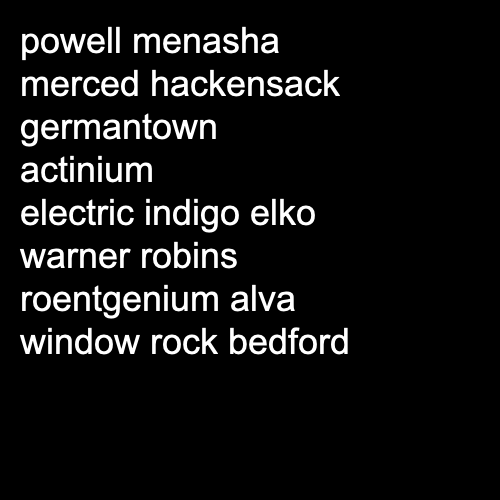 powell menasha
merced hackensack
germantown
actinium
electric indigo elko
warner robins
roentgenium alva
window rock bedford